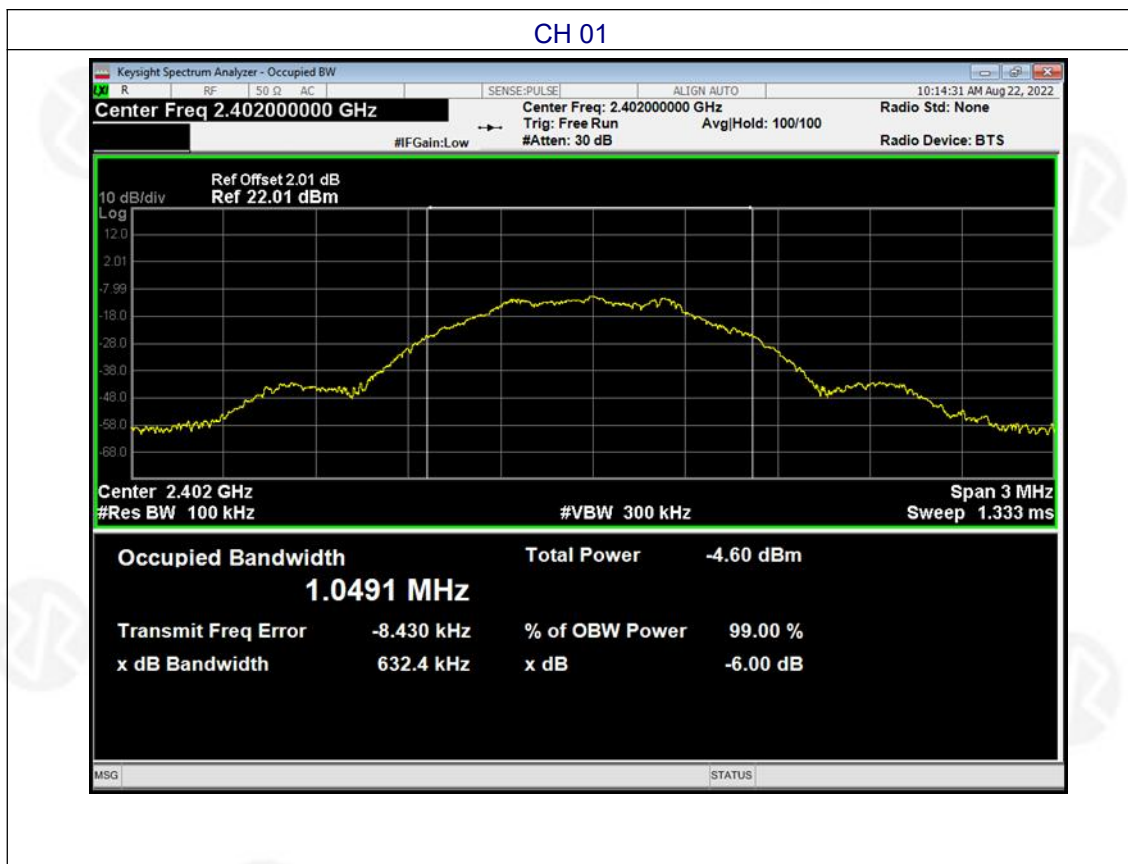 CH 01
Keysight Spectrum Analyzer - Occupied BW
LXI R RF 50 Ω AC SENSE:PULSE ALIGN AUTO 10:14:31 AM Aug 22, 2022
Center Freq 2.402000000 GHz Center Freq: 2.402000000 GHz Radio Std: None
Trig: Free Run Avg|Hold: 100/100
#IFGain:Low #Atten: 30 dB Radio Device: BTS
Ref Offset 2.01 dB
10 dB/div Ref 22.01 dBm
Log
12.0
2.01
-7.99
-18.0
-28.0
-38.0
-48.0
-58.0
-68.0
Center 2.402 GHz Span 3 MHz
#Res BW 100 kHz #VBW 300 kHz Sweep 1.333 ms
Occupied Bandwidth Total Power -4.60 dBm
1.0491 MHz
Transmit Freq Error -8.430 kHz % of OBW Power 99.00 %
x dB Bandwidth 632.4 kHz x dB -6.00 dB
MSG STATUS